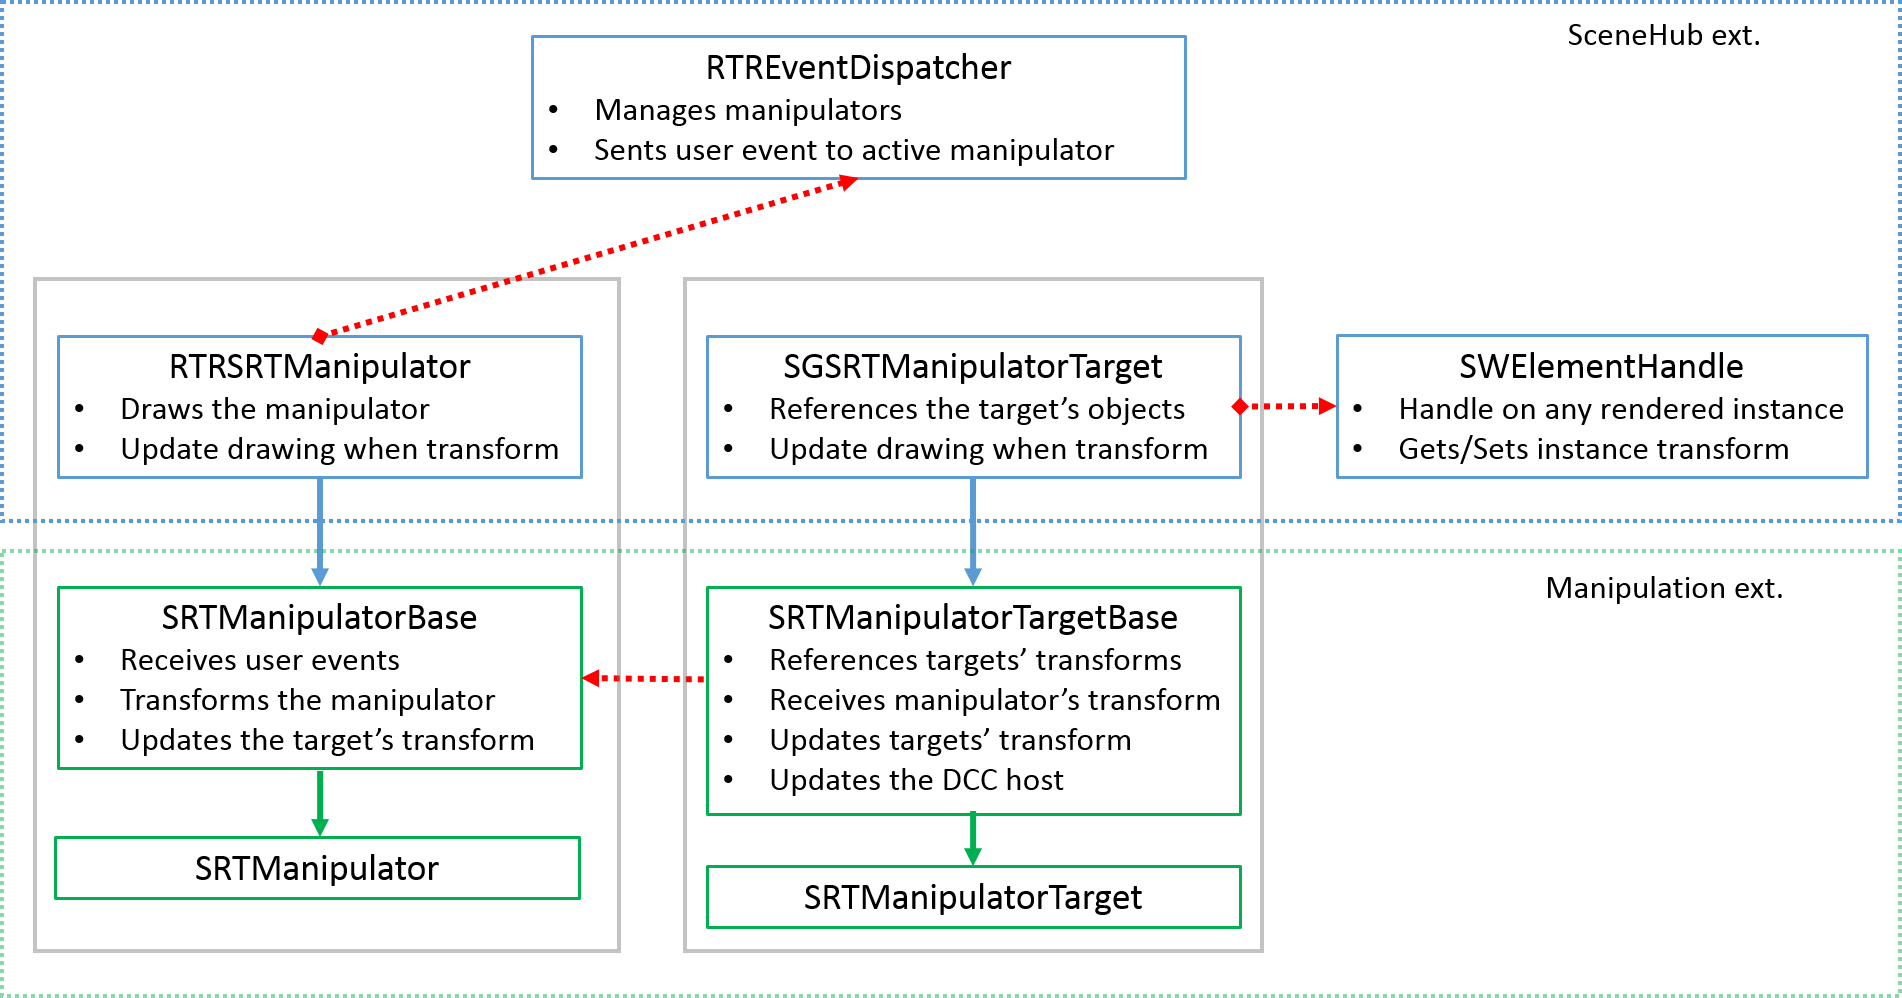 SceneHub ext.
RTREventDispatcher
• Manages manipulators
• Sents user event to active manipulator
RTRSRTManipulator
• Draws the manipulator
• Update drawing when transform
SGSRTManipulatorTarget
• References the target’s objects
• Update drawing when transform
SWElementHandle
• Handle on any rendered instance
• Gets/Sets instance transform
Manipulation ext.
SRTManipulatorBase
• Receives user events
• Transforms the manipulator
• Updates the target’s transform
SRTManipulatorTargetBase
• References targets’ transforms
• Receives manipulator’s transform
• Updates targets’ transform
• Updates the DCC host
SRTManipulator
SRTManipulatorTarget